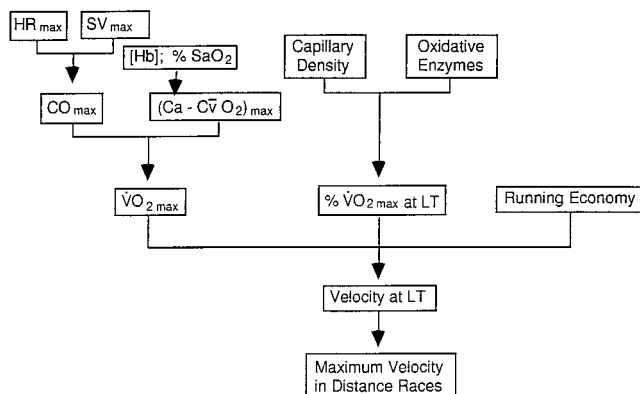 HR max
SV max
[Hb]; % SaO2
Capillary
Density
Oxidative
Enzymes
CO max
(Ca - Cv̄ O2) max
V̇O2 max
% V̇O2 max at LT
Running Economy
Velocity at LT
Maximum Velocity
in Distance Races